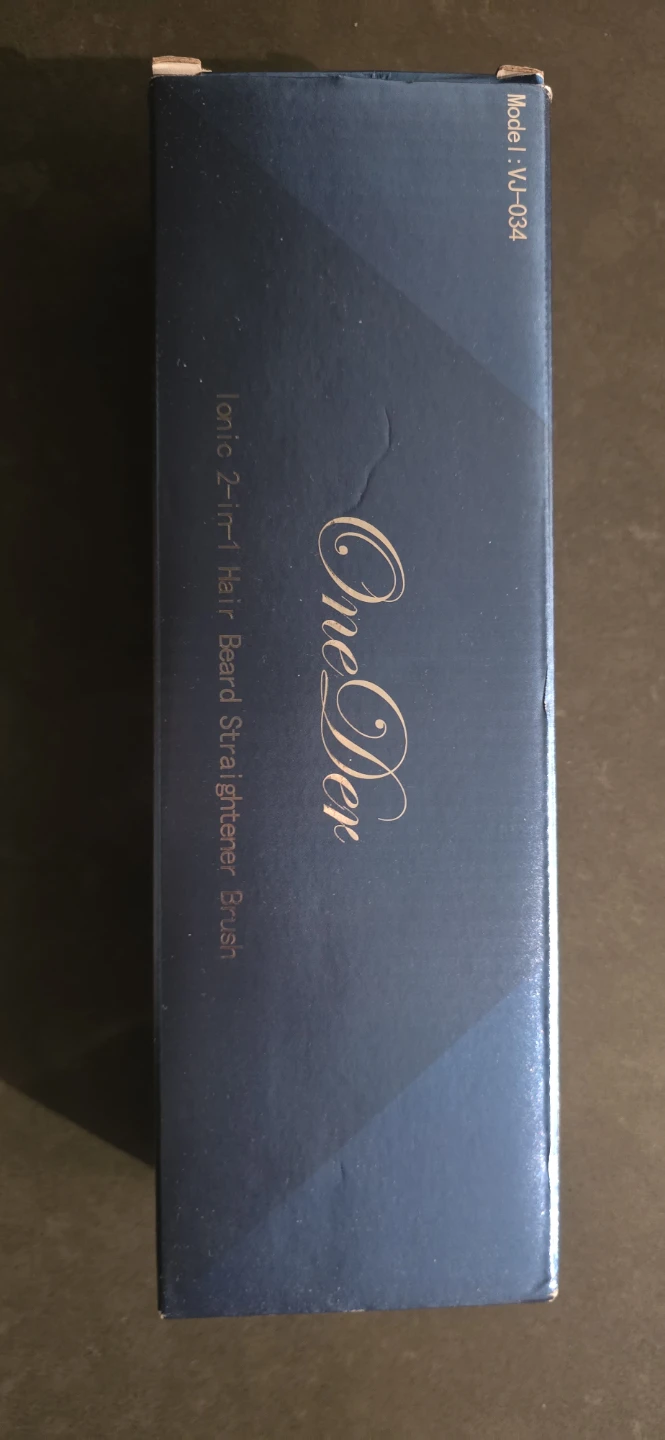 Model:VJ-034
OneDer
Ionic 2-in-1 Hair Beard Straightener Brush